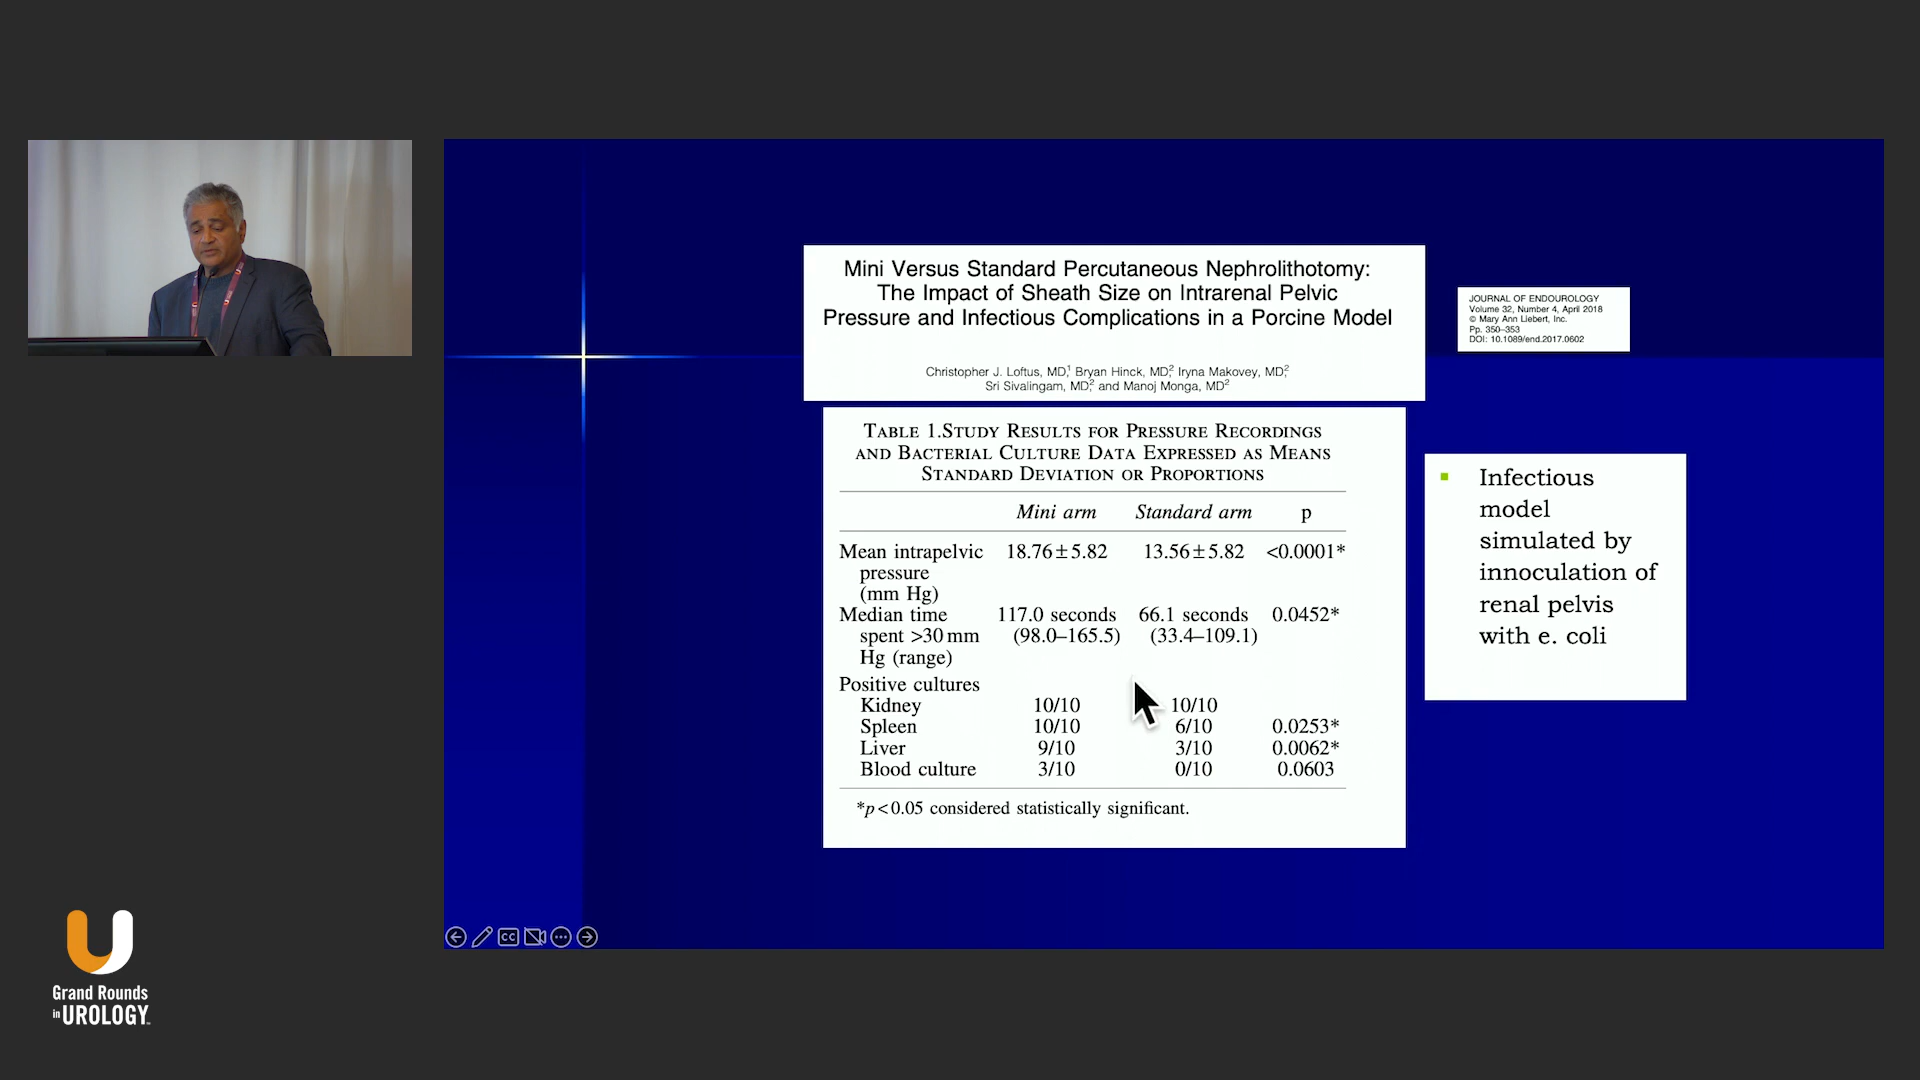 Mini Versus Standard Percutaneous Nephrolithotomy:
The Impact of Sheath Size on Intrarenal Pelvic
Pressure and Infectious Complications in a Porcine Model
Christopher J. Loftus, MD,1 Bryan Hinck, MD,2 Iryna Makovey, MD,2
Sri Sivalingam, MD,2 and Manoj Monga, MD2
JOURNAL OF ENDOUROLOGY
Volume 32, Number 4, April 2018
© Mary Ann Liebert, Inc.
Pp. 350–353
DOI: 10.1089/end.2017.0602
TABLE 1.STUDY RESULTS FOR PRESSURE RECORDINGS
AND BACTERIAL CULTURE DATA EXPRESSED AS MEANS
STANDARD DEVIATION OR PROPORTIONS
Mini arm Standard arm p
Mean intrapelvic 18.76±5.82 13.56±5.82 <0.0001*
pressure
(mm Hg)
Median time 117.0 seconds 66.1 seconds 0.0452*
spent >30 mm (98.0–165.5) (33.4–109.1)
Hg (range)
Positive cultures
Kidney 10/10 10/10
Spleen 10/10 6/10 0.0253*
Liver 9/10 3/10 0.0062*
Blood culture 3/10 0/10 0.0603
*p<0.05 considered statistically significant.
Infectious
model
simulated by
innoculation of
renal pelvis
with e. coli
CC
Grand Rounds
in UROLOGY